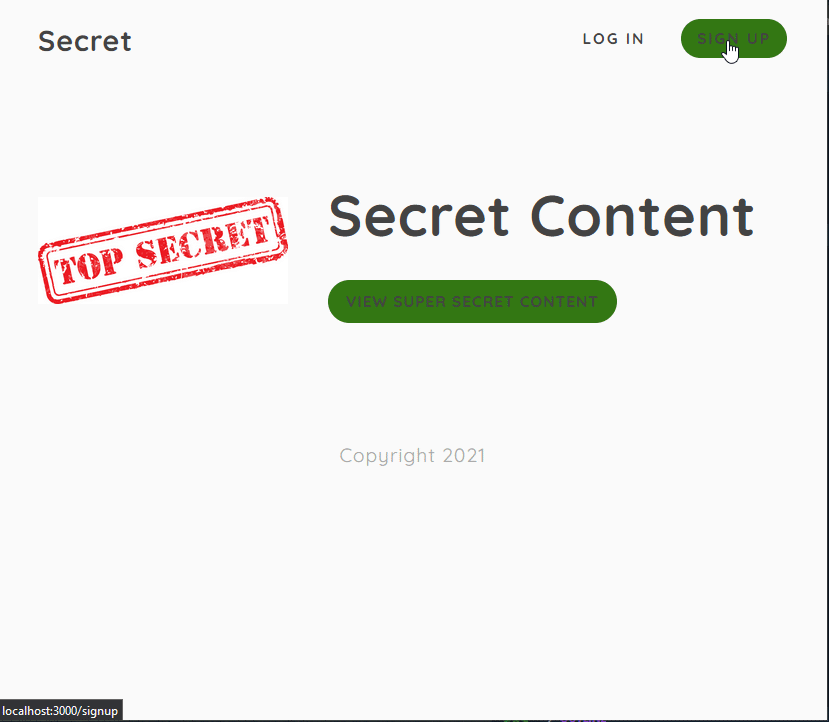 Secret
LOG IN
SIGN UP
TOP SECRET
Secret Content
VIEW SUPER SECRET CONTENT
Copyright 2021
localhost:3000/signup